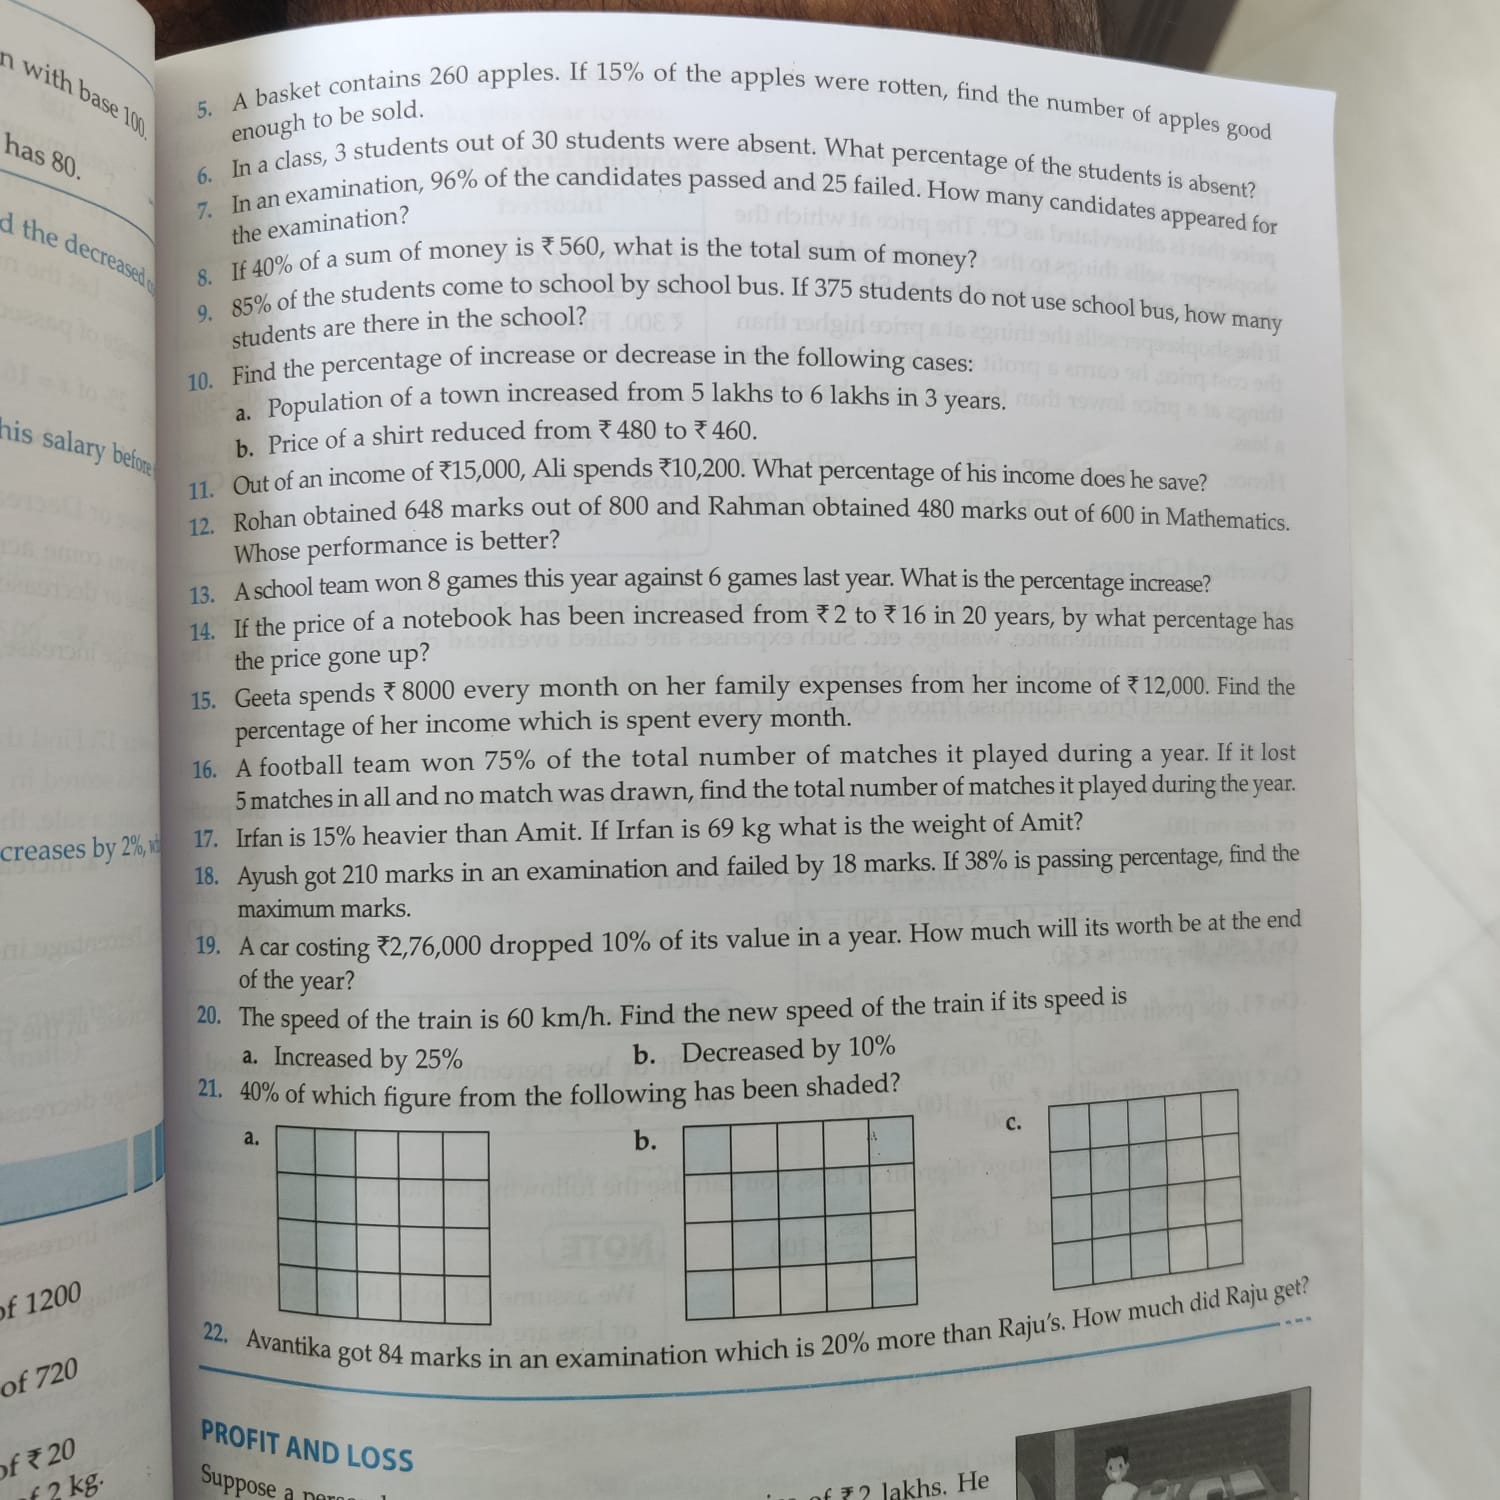 n with base 100.
has 80.
d the decreased
his salary before
creases by 2%,
of 1200
of 720
of ₹ 20
2 kg.
5. A basket contains 260 apples. If 15% of the apples were rotten, find the number of apples good
enough to be sold.
6. In a class, 3 students out of 30 students were absent. What percentage of the students is absent?
7. In an examination, 96% of the candidates passed and 25 failed. How many candidates appeared for
the examination?
8. If 40% of a sum of money is ₹ 560, what is the total sum of money?
9. 85% of the students come to school by school bus. If 375 students do not use school bus, how many
students are there in the school?
10. Find the percentage of increase or decrease in the following cases:
a. Population of a town increased from 5 lakhs to 6 lakhs in 3 years.
b. Price of a shirt reduced from ₹ 480 to ₹ 460.
11. Out of an income of ₹15,000, Ali spends ₹10,200. What percentage of his income does he save?
12. Rohan obtained 648 marks out of 800 and Rahman obtained 480 marks out of 600 in Mathematics.
Whose performance is better?
13. A school team won 8 games this year against 6 games last year. What is the percentage increase?
14. If the price of a notebook has been increased from ₹ 2 to ₹ 16 in 20 years, by what percentage has
the price gone up?
15. Geeta spends ₹ 8000 every month on her family expenses from her income of ₹ 12,000. Find the
percentage of her income which is spent every month.
16. A football team won 75% of the total number of matches it played during a year. If it lost
5 matches in all and no match was drawn, find the total number of matches it played during the year.
17. Irfan is 15% heavier than Amit. If Irfan is 69 kg what is the weight of Amit?
18. Ayush got 210 marks in an examination and failed by 18 marks. If 38% is passing percentage, find the
maximum marks.
19. A car costing ₹2,76,000 dropped 10% of its value in a year. How much will its worth be at the end
of the year?
20. The speed of the train is 60 km/h. Find the new speed of the train if its speed is
a. Increased by 25% b. Decreased by 10%
21. 40% of which figure from the following has been shaded?
a. b. c.
22. Avantika got 84 marks in an examination which is 20% more than Raju's. How much did Raju get?
PROFIT AND LOSS
Suppose a
of ₹ 2 lakhs. He